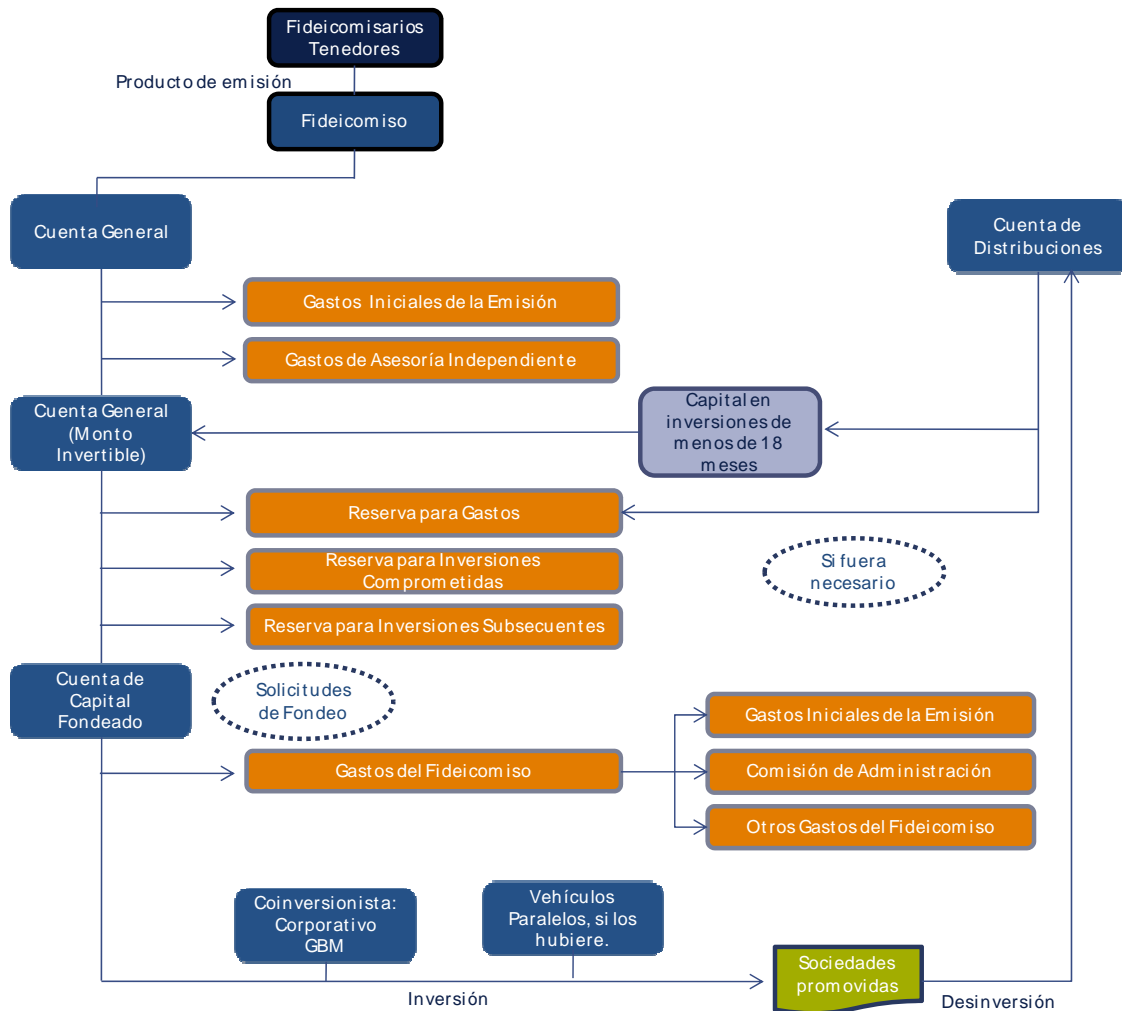 Fideicomisarios
Tenedores
Producto de emisión
Fideicomiso
Cuenta General
Cuenta de
Distribuciones
Gastos Iniciales de la Emisión
Gastos de Asesoría Independiente
Cuenta General
(Monto
Invertible)
Capital en
inversiones de
menos de 18
meses
Reserva para Gastos
Reserva para Inversiones
Comprometidas
Si fuera
necesario
Reserva para Inversiones Subsecuentes
Cuenta de
Capital
Fondeado
Solicitudes
de Fondeo
Gastos Iniciales de la Emisión
Gastos del Fideicomiso
Comisión de Administración
Otros Gastos del Fideicomiso
Coinversionista:
Corporativo
GBM
Vehículos
Paralelos, si los
hubiere.
Sociedades
promovidas
Inversión
Desinversión